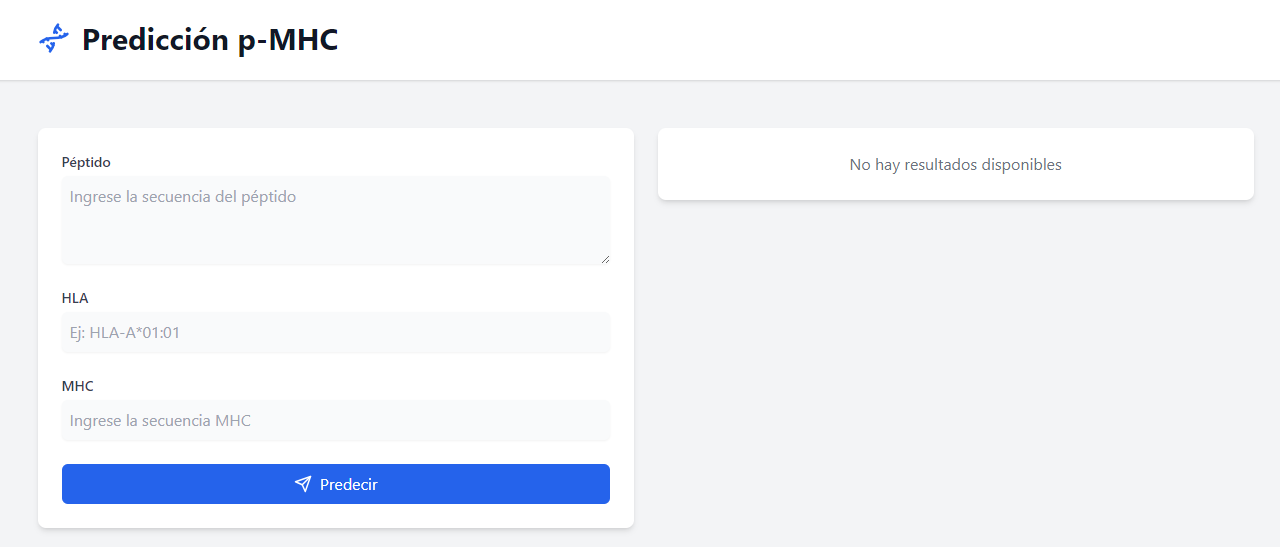 Predicción p-MHC
Péptido
Ingrese la secuencia del péptido
HLA
Ej: HLA-A*01:01
MHC
Ingrese la secuencia MHC
Predecir
No hay resultados disponibles